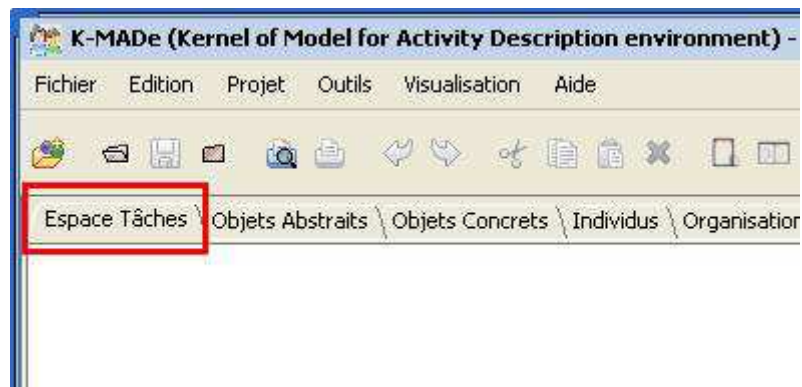 K-MADe (Kernel of Model for Activity Description environment) -
Fichier Edition Projet Outils Visualisation Aide
Espace Tâches Objets Abstraits Objets Concrets Individus Organisation